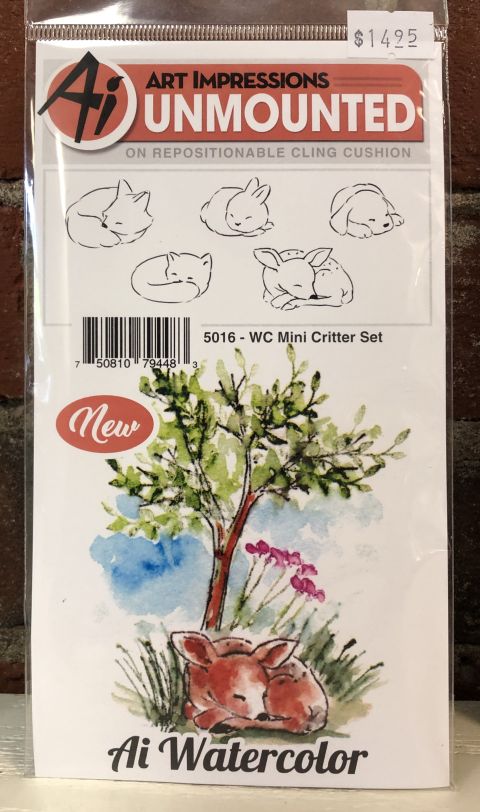 $14.95
Ai
ART IMPRESSIONS
UNMOUNTED
ON REPOSITIONABLE CLING CUSHION
5016 - WC Mini Critter Set
7 50810 79448 3
New
Ai Watercolor